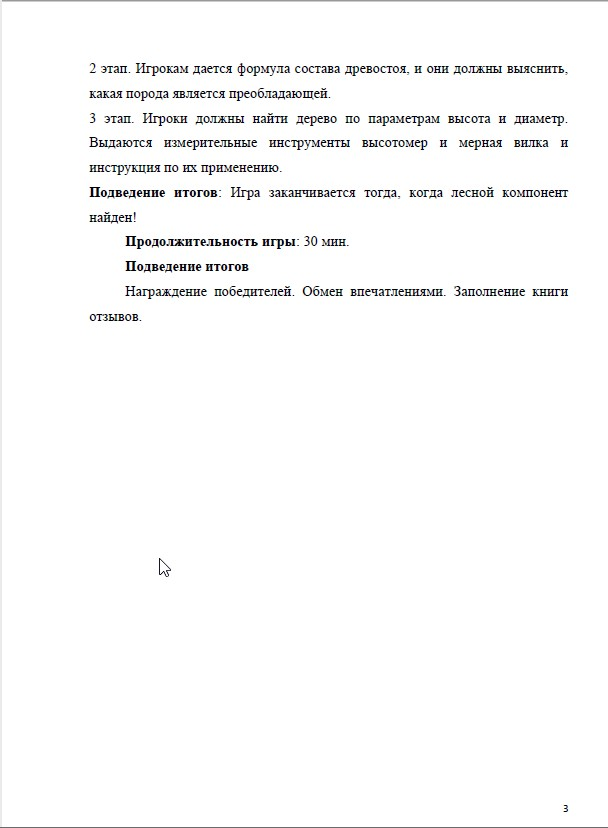 2 этап. Игрокам дается формула состава древостоя, и они должны выяснить,
какая порода является преобладающей.
3 этап. Игроки должны найти дерево по параметрам высота и диаметр.
Выдаются измерительные инструменты высотомер и мерная вилка и
инструкция по их применению.
Подведение итогов: Игра заканчивается тогда, когда лесной компонент
найден!
Продолжительность игры: 30 мин.
Подведение итогов
Награждение победителей. Обмен впечатлениями. Заполнение книги
отзывов.
3